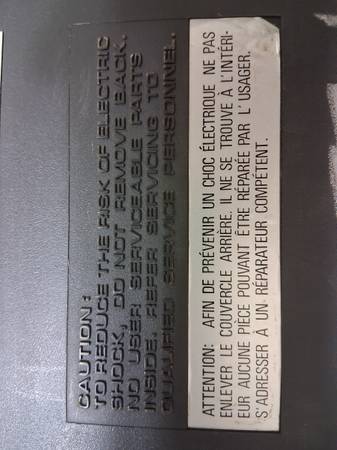 CAUTION:
TO REDUCE THE RISK OF ELECTRIC
SHOCK, DO NOT REMOVE BACK.
NO USER SERVICEABLE PARTS
INSIDE. REFER SERVICING TO
QUALIFIED SERVICE PERSONNEL.
ATTENTION: AFIN DE PRÉVENIR UN CHOC ÉLECTRIQUE NE PAS
ENLEVER LE COUVERCLE ARRIÈRE. IL NE SE TROUVE À L'INTÉRI-
EUR AUCUNE PIÈCE POUVANT ÊTRE RÉPARÉE PAR L'USAGER.
S'ADRESSER À UN RÉPARATEUR COMPÉTENT.